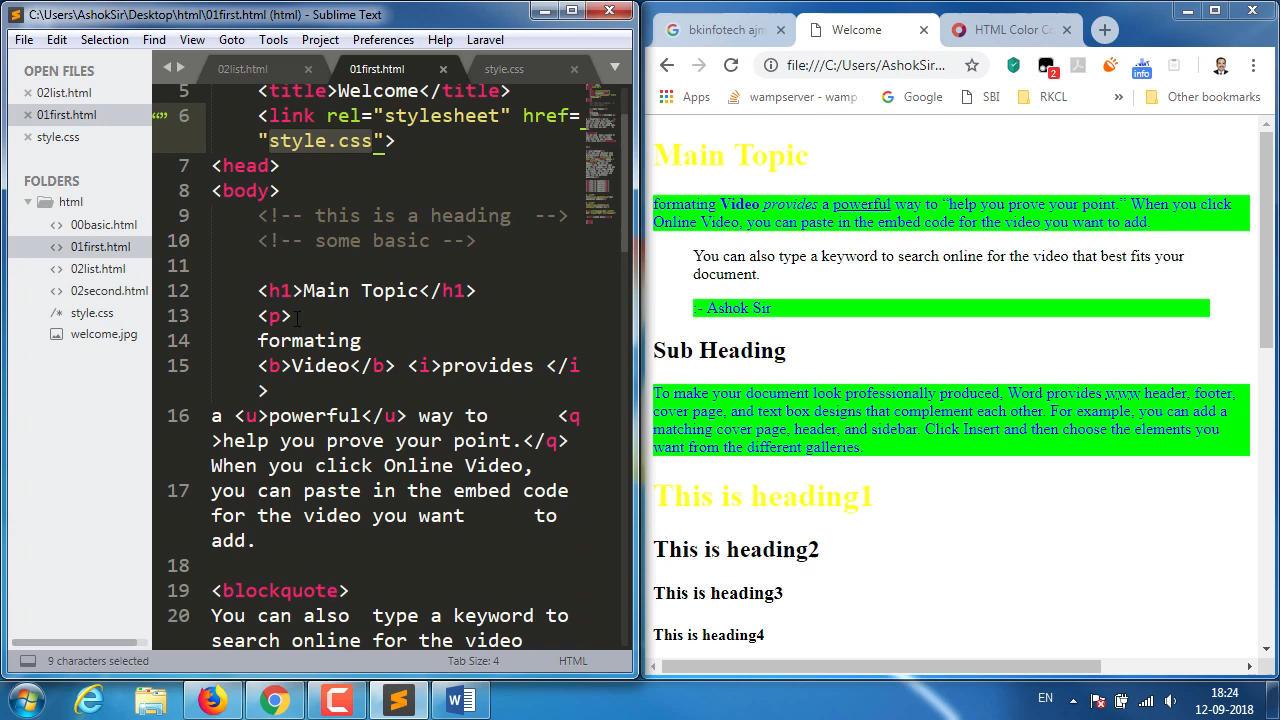 C:\Users\AshokSir\Desktop\html\01first.html (html) - Sublime Text
File Edit Selection Find View Goto Tools Project Preferences Help Laravel
OPEN FILES
02list.html
01first.html
style.css
FOLDERS
html
00basic.html
01first.html
02list.html
02second.html
style.css
welcome.jpg
02list.html 01first.html style.css
5 <title>Welcome</title>
6 <link rel="stylesheet" href=
"style.css">
7 <head>
8 <body>
9 <!-- this is a heading -->
10 <!-- some basic -->
11
12 <h1>Main Topic</h1>
13 <p>
14 formating
15 <b>Video</b> <i>provides </i
>
16 a <u>powerful</u> way to <q
>help you prove your point.</q>
When you click Online Video,
17 you can paste in the embed code
for the video you want to
add.
18
19 <blockquote>
20 You can also type a keyword to
search online for the video
9 characters selected Tab Size: 4 HTML
bkinfotech ajm Welcome HTML Color Co
file:///C:/Users/AshokSir...
2
info
Apps wampserver - wamp Google SBI RKCL » Other bookmarks
Main Topic
formating Video provides a powerful way to “help you prove your point.” When you click
Online Video, you can paste in the embed code for the video you want to add.
You can also type a keyword to search online for the video that best fits your
document.
:- Ashok Sir
Sub Heading
To make your document look professionally produced, Word provides www header, footer,
cover page, and text box designs that complement each other. For example, you can add a
matching cover page, header, and sidebar. Click Insert and then choose the elements you
want from the different galleries.
This is heading1
This is heading2
This is heading3
This is heading4
EN
18:24
12-09-2018